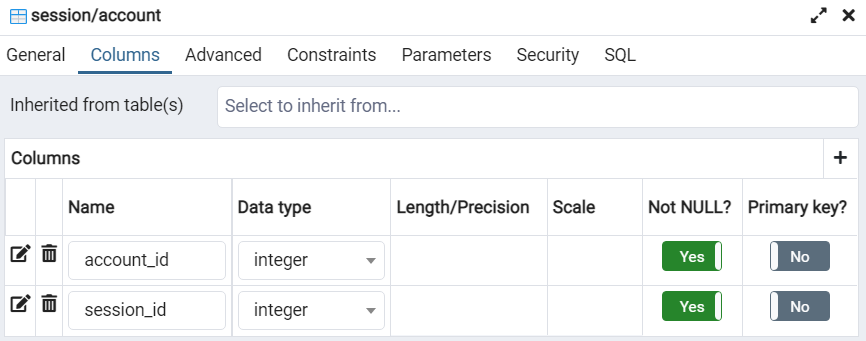 session/account
General Columns Advanced Constraints Parameters Security SQL
Inherited from table(s) Select to inherit from...
Columns
Name Data type Length/Precision Scale Not NULL? Primary key?
account_id integer Yes No
session_id integer Yes No